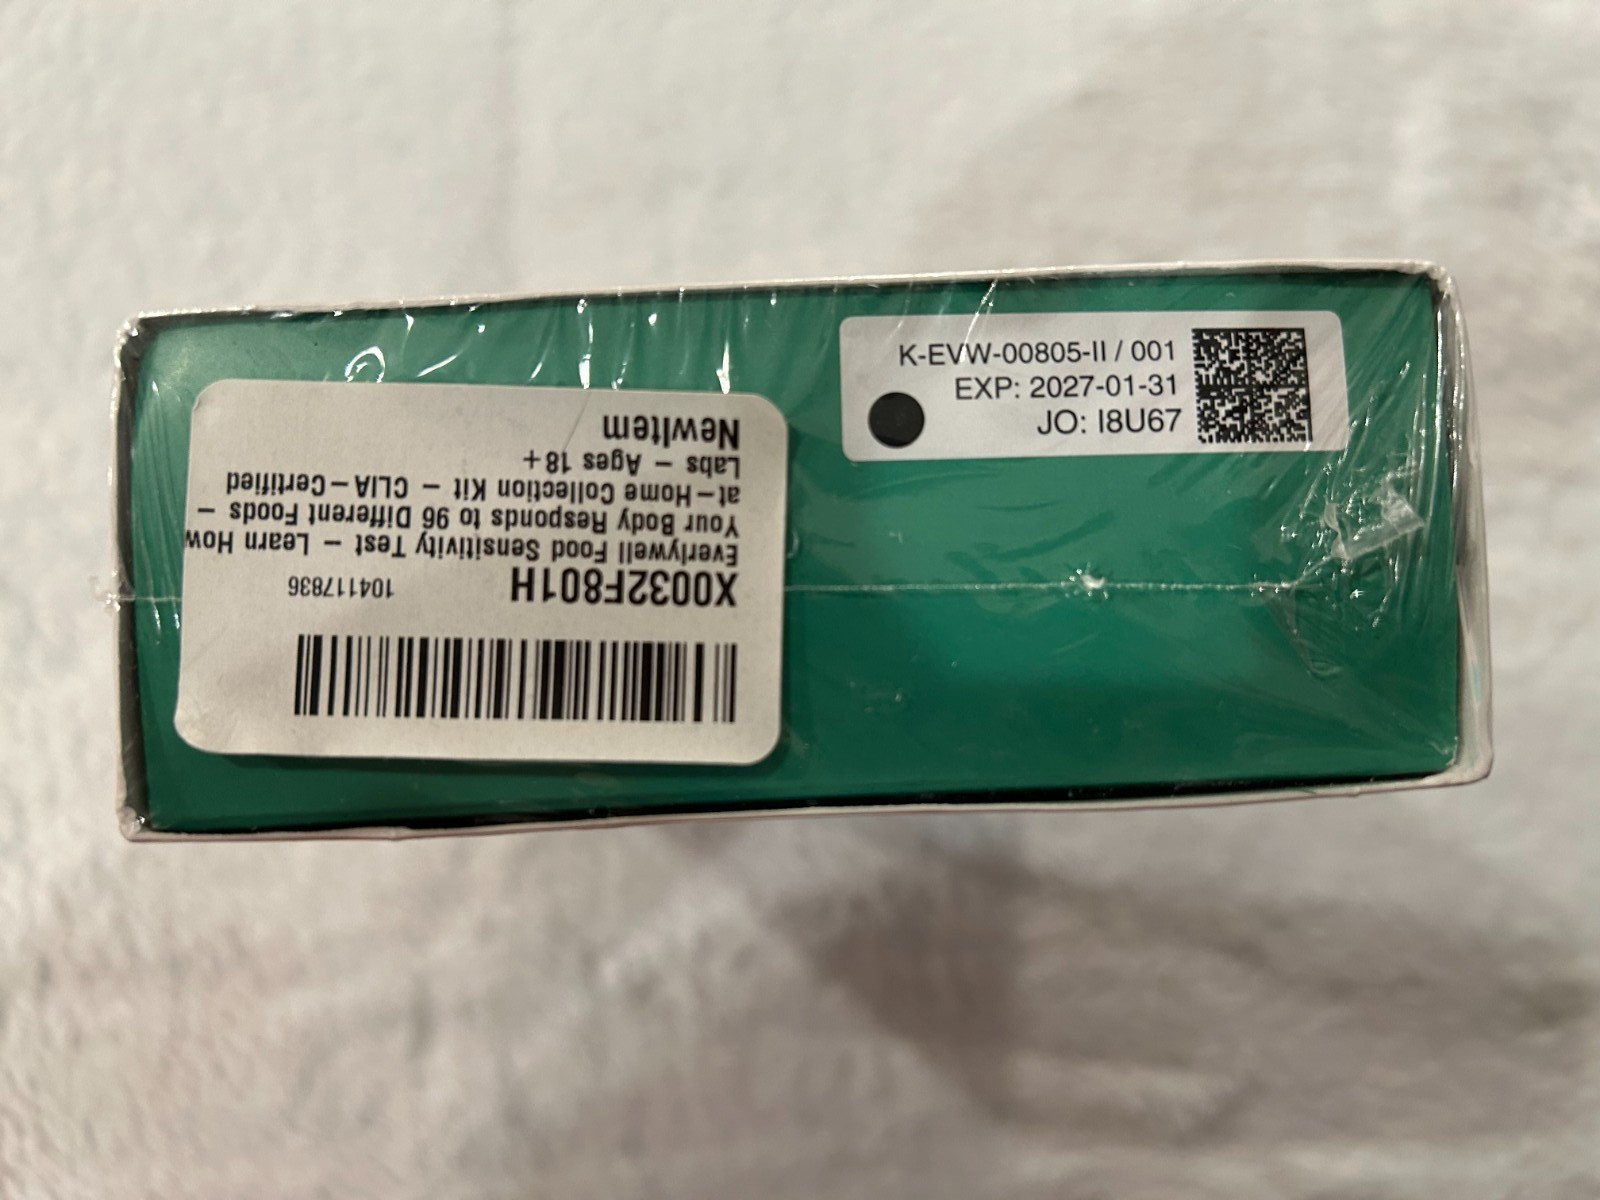 K-EVW-00805-II / 001
EXP: 2027-01-31
JO: I8U67
X0032F801H 104117836
Everlywell Food Sensitivity Test - Learn How
Your Body Responds to 96 Different Foods -
at-Home Collection Kit - CLIA-Certified
Labs - Ages 18+
NewItem